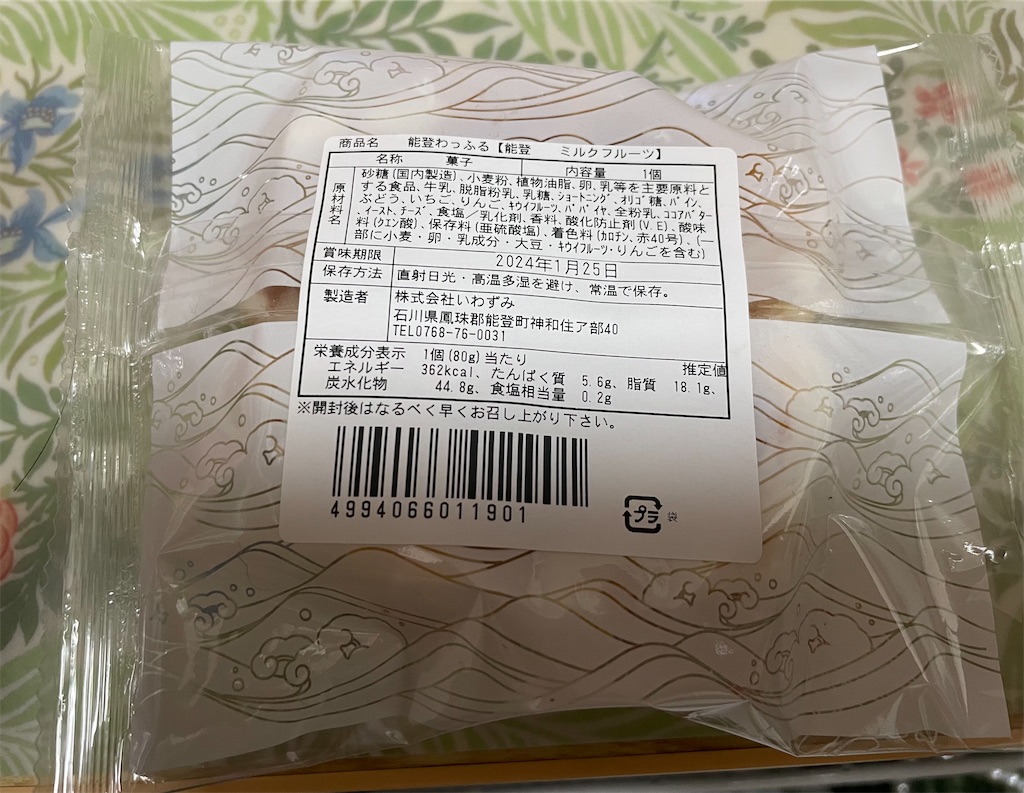 商品名 能登わっふる【能登 ミルクフルーツ】
名称 菓子 内容量 1個
原材料名
砂糖(国内製造)、小麦粉、植物油脂、卵、乳等を主要原料と
する食品、牛乳、脱脂粉乳、乳糖、ショートニング、オリゴ糖、パイン、
ぶどう、いちご、りんご、キウイフルーツ、パパイヤ、全粉乳、ココアバター
、イースト、チーズ、食塩/乳化剤、香料、酸化防止剤(V.E)、酸味
料(クエン酸)、保存料(亜硫酸塩)、着色料(カロチン、赤40号)、(一
部に小麦・卵・乳成分・大豆・キウイフルーツ・りんごを含む)
賞味期限 2024年1月25日
保存方法 直射日光・高温多湿を避け、常温で保存。
製造者 株式会社いわずみ
石川県鳳珠郡能登町神和住ア部40
TEL0768-76-0031
栄養成分表示 1個(80g)当たり 推定値
エネルギー 362kcal、たんぱく質 5.6g、脂質 18.1g、
炭水化物 44.8g、食塩相当量 0.2g
※開封後はなるべく早くお召し上がり下さい。
4994066011901
プラ